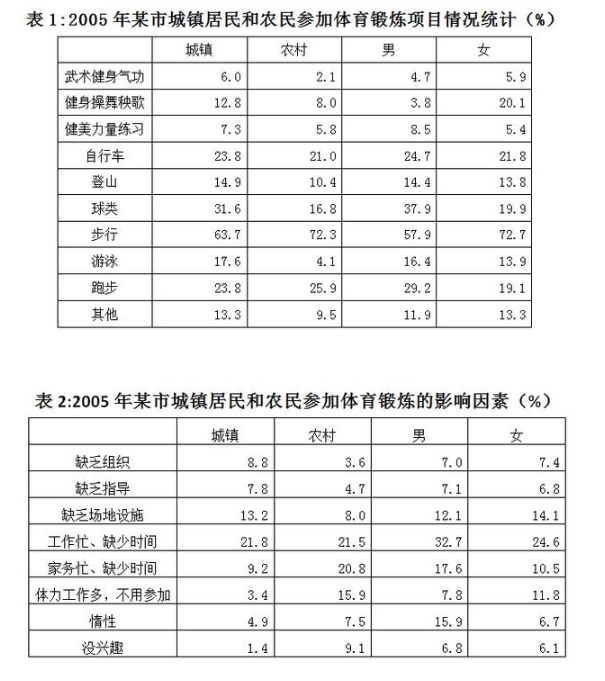 表 1:2005 年某市城镇居民和农民参加体育锻炼项目情况统计（%）
城镇 农村 男 女
武术健身气功 6.0 2.1 4.7 5.9
健身操舞秧歌 12.8 8.0 3.8 20.1
健美力量练习 7.3 5.8 8.5 5.4
自行车 23.8 21.0 24.7 21.8
登山 14.9 10.4 14.4 13.8
球类 31.6 16.8 37.9 19.9
步行 63.7 72.3 57.9 72.7
游泳 17.6 4.1 16.4 13.9
跑步 23.8 25.9 29.2 19.1
其他 13.3 9.5 11.9 13.3
表 2:2005 年某市城镇居民和农民参加体育锻炼的影响因素（%）
城镇 农村 男 女
缺乏组织 8.8 3.6 7.0 7.4
缺乏指导 7.8 4.7 7.1 6.8
缺乏场地设施 13.2 8.0 12.1 14.1
工作忙、缺少时间 21.8 21.5 32.7 24.6
家务忙、缺少时间 9.2 20.8 17.6 10.5
体力工作多，不用参加 3.4 15.9 7.8 11.8
惰性 4.9 7.5 15.9 6.7
没兴趣 1.4 9.1 6.8 6.1